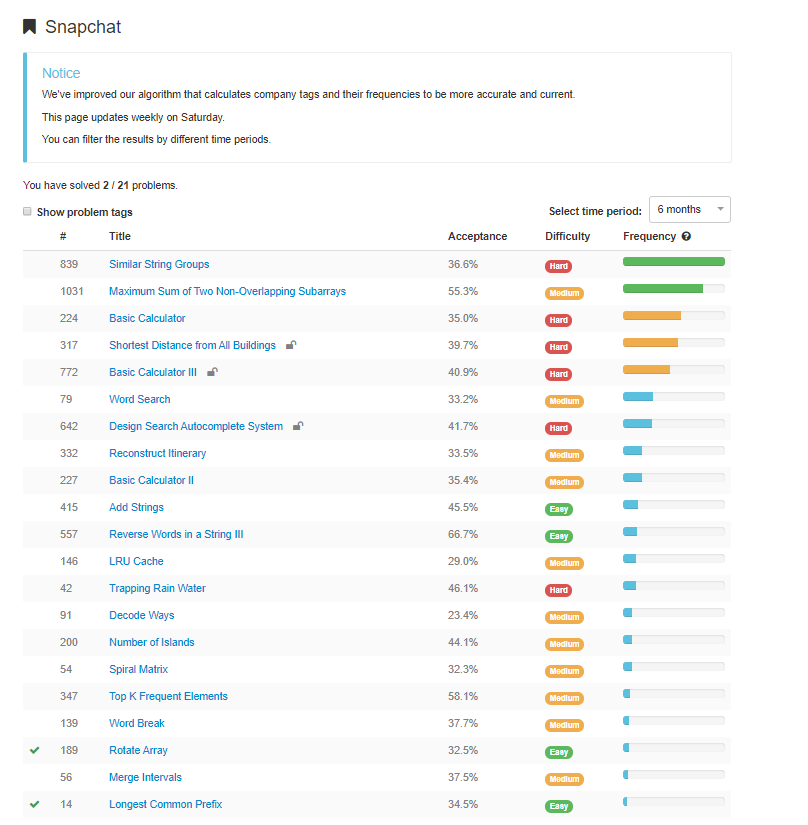 Snapchat
Notice
We've improved our algorithm that calculates company tags and their frequencies to be more accurate and current.
This page updates weekly on Saturday.
You can filter the results by different time periods.
You have solved 2 / 21 problems.
Show problem tags Select time period: 6 months
# Title Acceptance Difficulty Frequency
839 Similar String Groups 36.6% Hard
1031 Maximum Sum of Two Non-Overlapping Subarrays 55.3% Medium
224 Basic Calculator 35.0% Hard
317 Shortest Distance from All Buildings 39.7% Hard
772 Basic Calculator III 40.9% Hard
79 Word Search 33.2% Medium
642 Design Search Autocomplete System 41.7% Hard
332 Reconstruct Itinerary 33.5% Medium
227 Basic Calculator II 35.4% Medium
415 Add Strings 45.5% Easy
557 Reverse Words in a String III 66.7% Easy
146 LRU Cache 29.0% Medium
42 Trapping Rain Water 46.1% Hard
91 Decode Ways 23.4% Medium
200 Number of Islands 44.1% Medium
54 Spiral Matrix 32.3% Medium
347 Top K Frequent Elements 58.1% Medium
139 Word Break 37.7% Medium
189 Rotate Array 32.5% Easy
56 Merge Intervals 37.5% Medium
14 Longest Common Prefix 34.5% Easy